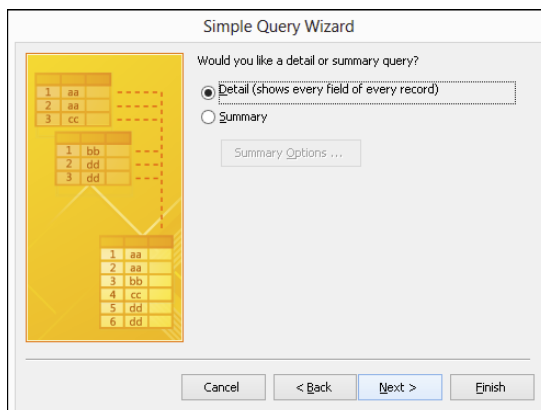 Simple Query Wizard
Would you like a detail or summary query?
Detail (shows every field of every record)
Summary
Summary Options ...
1 aa
2 aa
3 cc
1 bb
2 dd
3 dd
1 aa
2 aa
3 bb
4 cc
5 dd
6 dd
Cancel
< Back
Next >
Finish